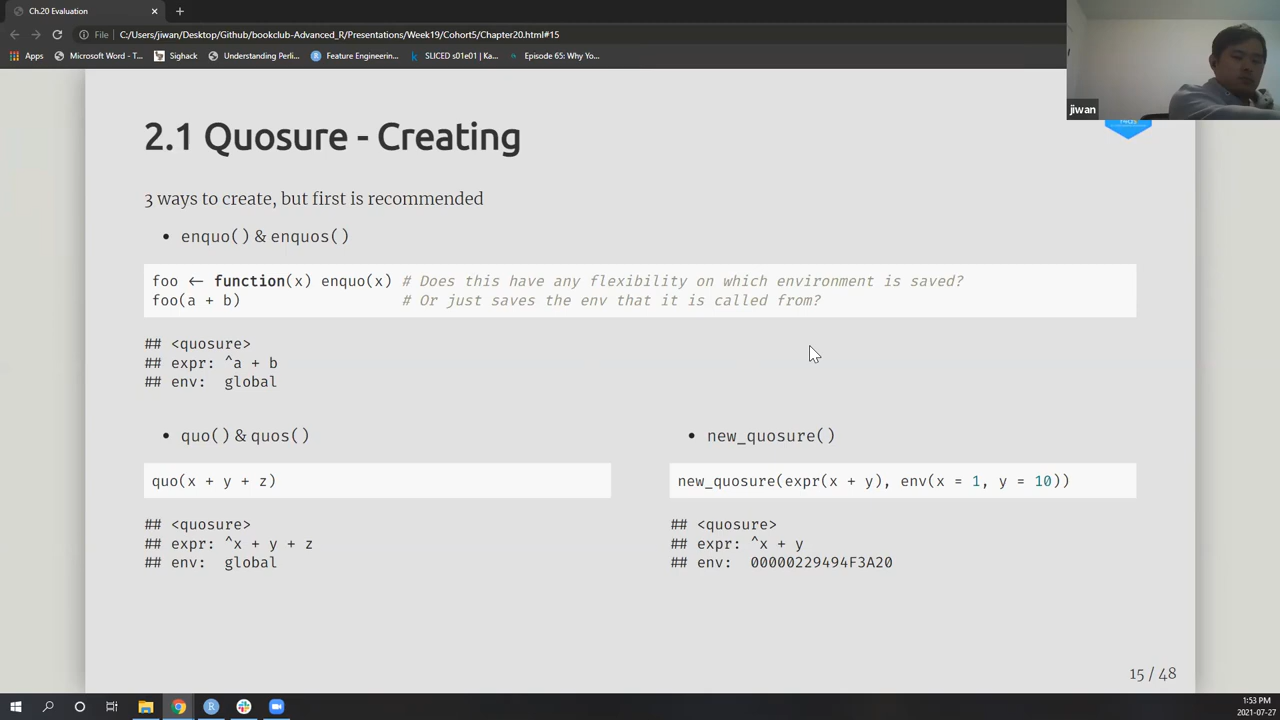 Ch.20 Evaluation
File
C:/Users/jiwan/Desktop/Github/bookclub-Advanced_R/Presentations/Week19/Cohort5/Chapter20.html#15
Apps
Microsoft Word - T...
Sighack
Understanding Perli...
Feature Engineerin...
SLICED s01e01 | Ka...
Episode 65: Why Yo...
jiwan
2.1 Quosure - Creating
3 ways to create, but first is recommended
• enquo() & enquos()
foo ← function(x) enquo(x) # Does this have any flexibility on which environment is saved?
foo(a + b) # Or just saves the env that it is called from?
## <quosure>
## expr: ^a + b
## env: global
• quo() & quos()
quo(x + y + z)
## <quosure>
## expr: ^x + y + z
## env: global
• new_quosure()
new_quosure(expr(x + y), env(x = 1, y = 10))
## <quosure>
## expr: ^x + y
## env: 00000229494F3A20
15 / 48
1:53 PM
2021-07-27